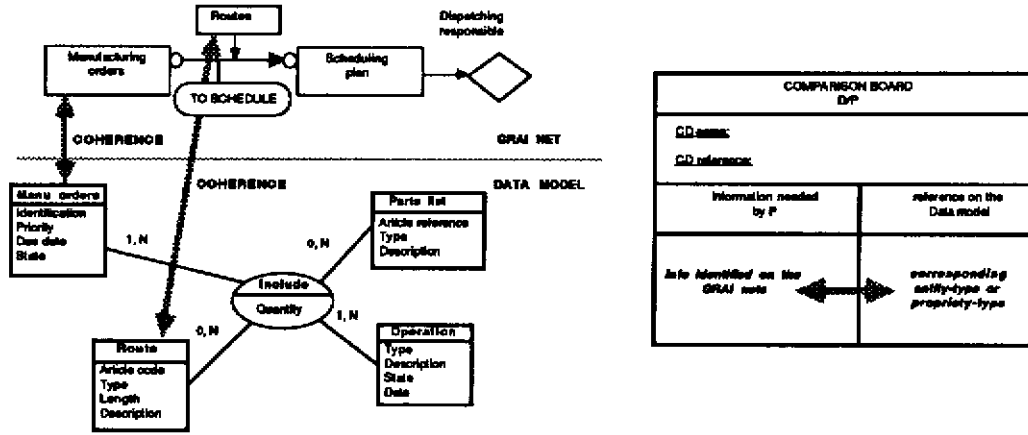 Routes
Dispatching
responsible
Manufacturing
orders
Scheduling
plan
TO SCHEDULE
COHERENCE
GRAI NET
COHERENCE
DATA MODEL
Manu orders
Identification
Priority
Due date
State
1, N
Parts list
Article reference
Type
Description
0, N
Include
Quantity
0, N
1, N
Route
Article code
Type
Length
Description
Operation
Type
Description
State
Date
COMPARISON BOARD
D/P
CD name:
CD reference:
Information needed
by P
reference on the
Data model
Info identified on the
GRAI nets
corresponding
entity-type or
propriety-type